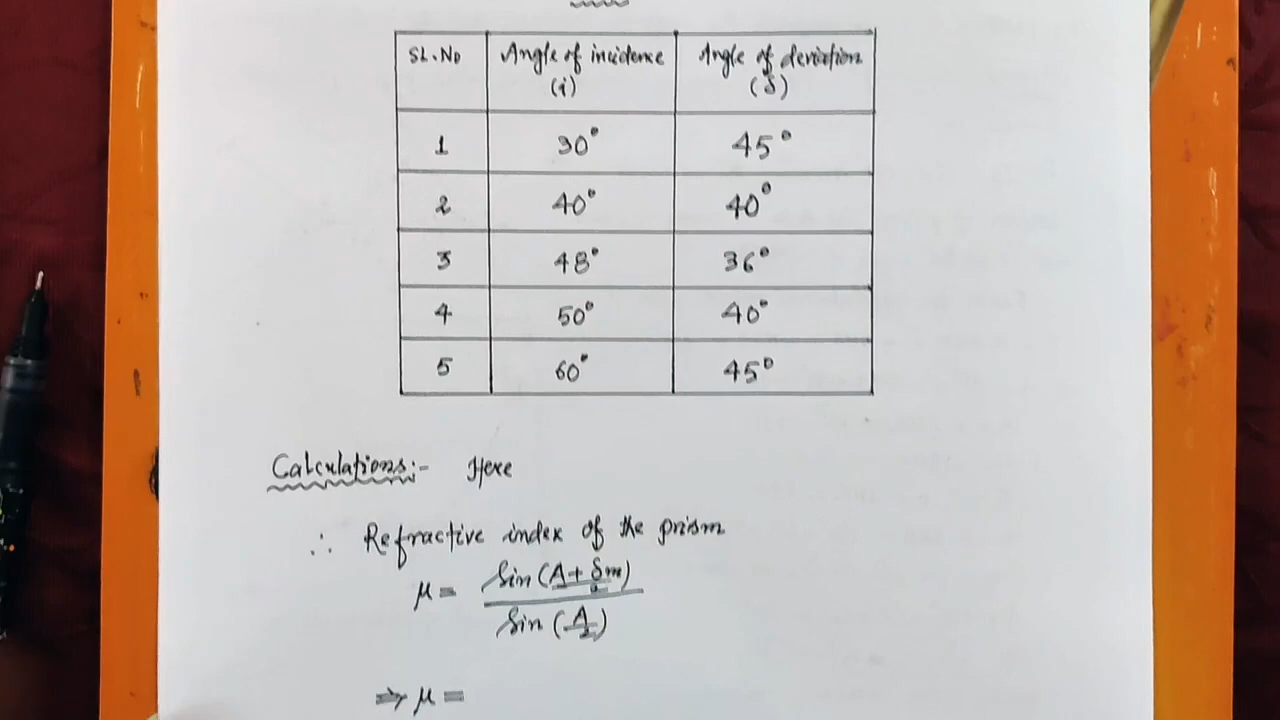 SL.No Angle of incidence (i) Angle of deviation (δ)
1 30° 45°
2 40° 40°
3 48° 36°
4 50° 40°
5 60° 45°
Calculations:- Here
∴ Refractive index of the prism
μ = Sin (A + δm / 2) / Sin (A / 2)
⇒ μ =